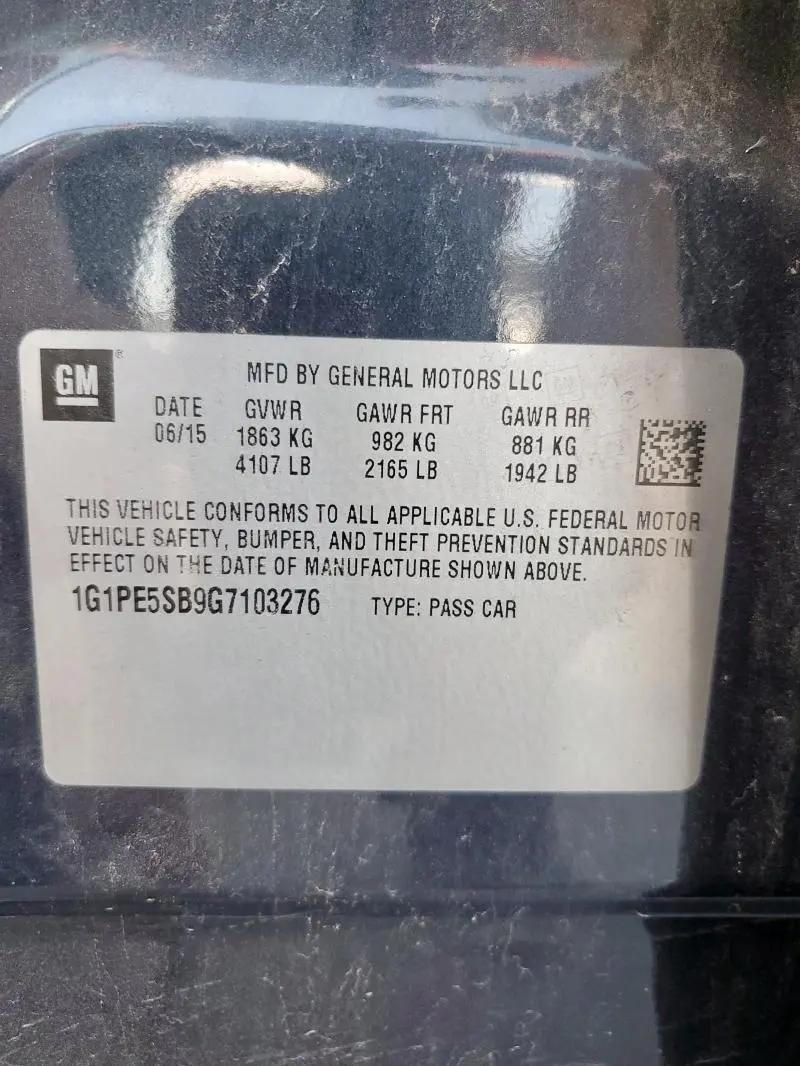 GM ®
MFD BY GENERAL MOTORS LLC
DATE GVWR GAWR FRT GAWR RR
06/15 1863 KG 982 KG 881 KG
4107 LB 2165 LB 1942 LB
THIS VEHICLE CONFORMS TO ALL APPLICABLE U.S. FEDERAL MOTOR
VEHICLE SAFETY, BUMPER, AND THEFT PREVENTION STANDARDS IN
EFFECT ON THE DATE OF MANUFACTURE SHOWN ABOVE.
1G1PE5SB9G7103276 TYPE: PASS CAR